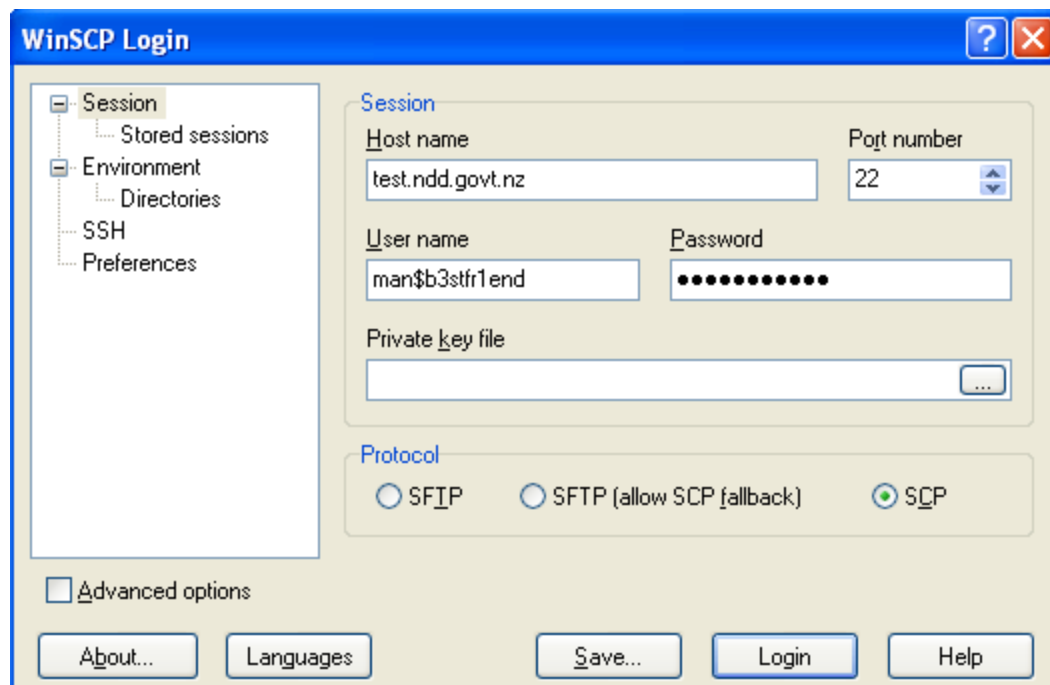 WinSCP Login
Session
Stored sessions
Environment
Directories
SSH
Preferences
Session
Host name
Port number
test.ndd.govt.nz
22
User name
Password
man$b3stfr1end
●●●●●●●●●●●
Private key file
...
Protocol
SFTP
SFTP (allow SCP fallback)
SCP
Advanced options
About...
Languages
Save...
Login
Help